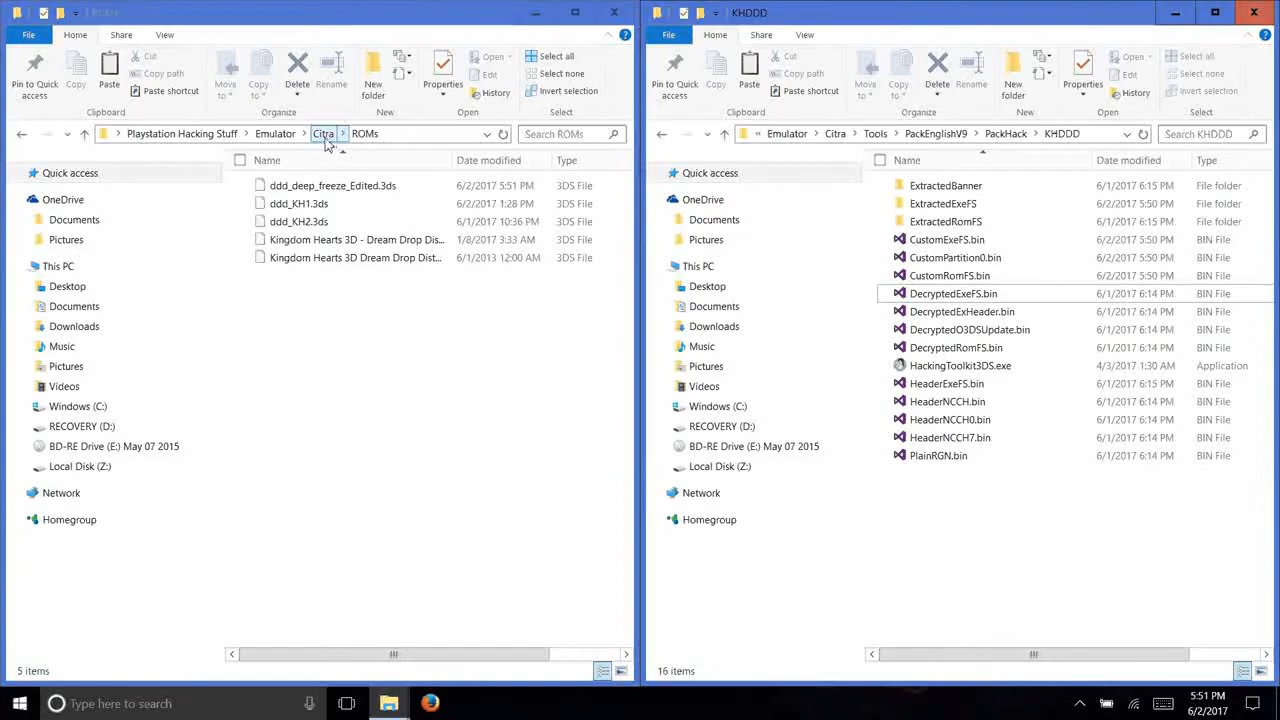 ROMs
File Home Share View
Pin to Quick access Copy Paste Cut Copy path Paste shortcut Move to Copy to Delete Rename New folder Properties Open Edit History Select all Select none Invert selection
Clipboard Organize New Open Select
Playstation Hacking Stuff Emulator Citra ROMs Search ROMs
Name Date modified Type
Quick access
OneDrive
Documents
Pictures
This PC
Desktop
Documents
Downloads
Music
Pictures
Videos
Windows (C:)
RECOVERY (D:)
BD-RE Drive (E:) May 07 2015
Local Disk (Z:)
Network
Homegroup
ddd_deep_freeze_Edited.3ds 6/2/2017 5:51 PM 3DS File
ddd_KH1.3ds 6/2/2017 1:28 PM 3DS File
ddd_KH2.3ds 6/1/2017 10:36 PM 3DS File
Kingdom Hearts 3D - Dream Drop Dis... 1/8/2017 3:33 AM 3DS File
Kingdom Hearts 3D Dream Drop Dist... 6/1/2013 12:00 AM 3DS File
5 items
KHDDD
File Home Share View
Pin to Quick access Copy Paste Cut Copy path Paste shortcut Move to Copy to Delete Rename New folder Properties Open Edit History Select all Select none Invert selection
Clipboard Organize New Open Select
« Emulator Citra Tools PackEnglishV9 PackHack KHDDD Search KHDDD
Name Date modified Type
Quick access
OneDrive
Documents
Pictures
This PC
Desktop
Documents
Downloads
Music
Pictures
Videos
Windows (C:)
RECOVERY (D:)
BD-RE Drive (E:) May 07 2015
Local Disk (Z:)
Network
Homegroup
ExtractedBanner 6/1/2017 6:15 PM File folder
ExtractedExeFS 6/2/2017 5:50 PM File folder
ExtractedRomFS 6/1/2017 6:15 PM File folder
CustomExeFS.bin 6/2/2017 5:50 PM BIN File
CustomPartition0.bin 6/2/2017 5:50 PM BIN File
CustomRomFS.bin 6/2/2017 5:50 PM BIN File
DecryptedExeFS.bin 6/1/2017 6:14 PM BIN File
DecryptedExHeader.bin 6/1/2017 6:14 PM BIN File
DecryptedO3DSUpdate.bin 6/1/2017 6:14 PM BIN File
DecryptedRomFS.bin 6/1/2017 6:14 PM BIN File
HackingToolkit3DS.exe 4/3/2017 1:30 AM Application
HeaderExeFS.bin 6/1/2017 6:15 PM BIN File
HeaderNCCH.bin 6/1/2017 6:14 PM BIN File
HeaderNCCH0.bin 6/1/2017 6:14 PM BIN File
HeaderNCCH7.bin 6/1/2017 6:14 PM BIN File
PlainRGN.bin 6/1/2017 6:14 PM BIN File
16 items
Type here to search
5:51 PM
6/2/2017